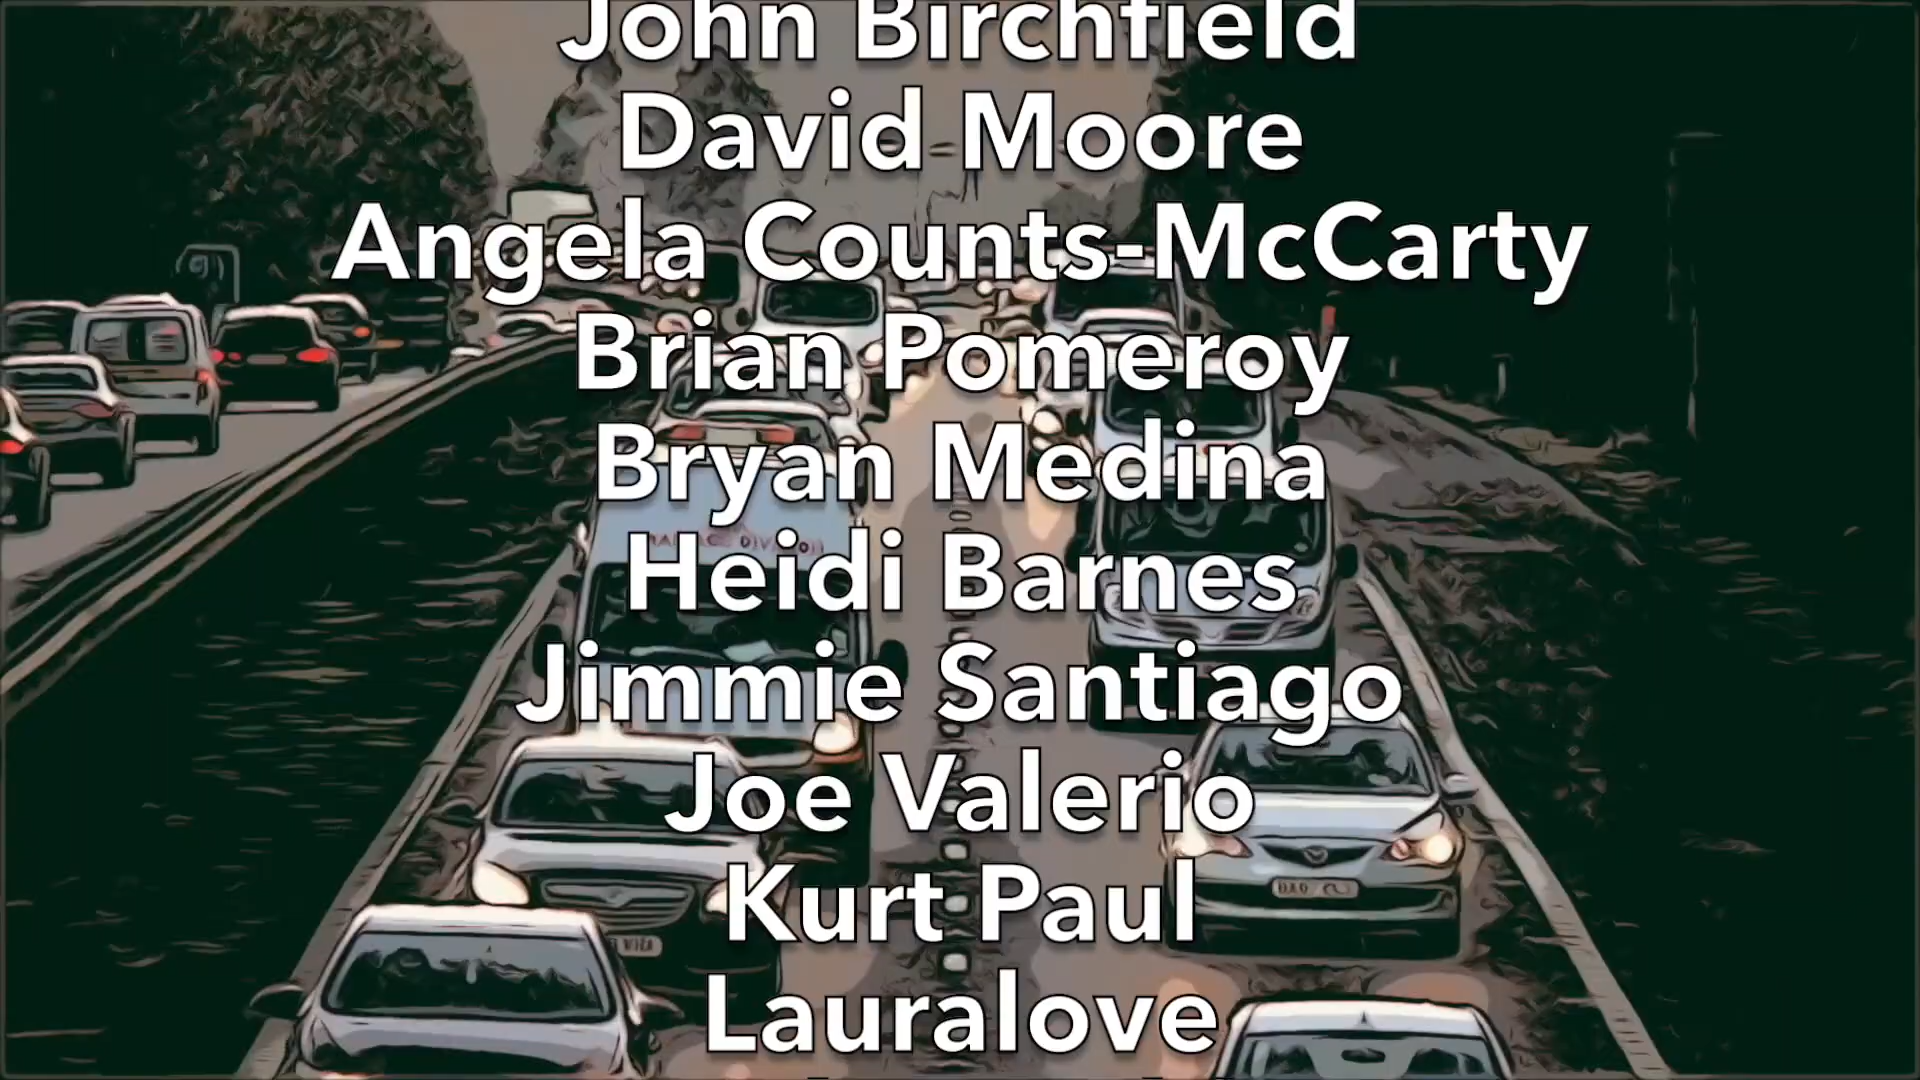 John Birchfield
David Moore
Angela Counts-McCarty
Brian Pomeroy
Bryan Medina
Heidi Barnes
Jimmie Santiago
Joe Valerio
Kurt Paul
Lauralove